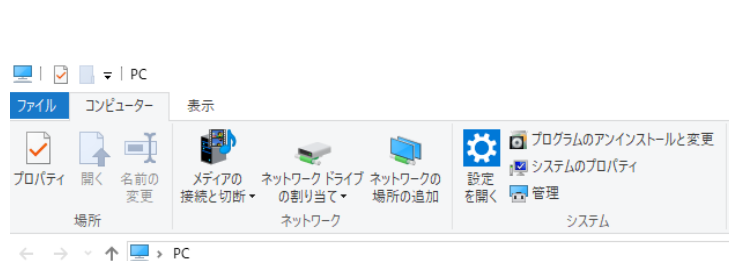 PC
ファイル コンピューター 表示
プロパティ 開く 名前の変更 メディアの接続と切断 ネットワーク ドライブの割り当て ネットワークの場所の追加 設定を開く
プログラムのアンインストールと変更
システムのプロパティ
管理
場所 ネットワーク システム
PC